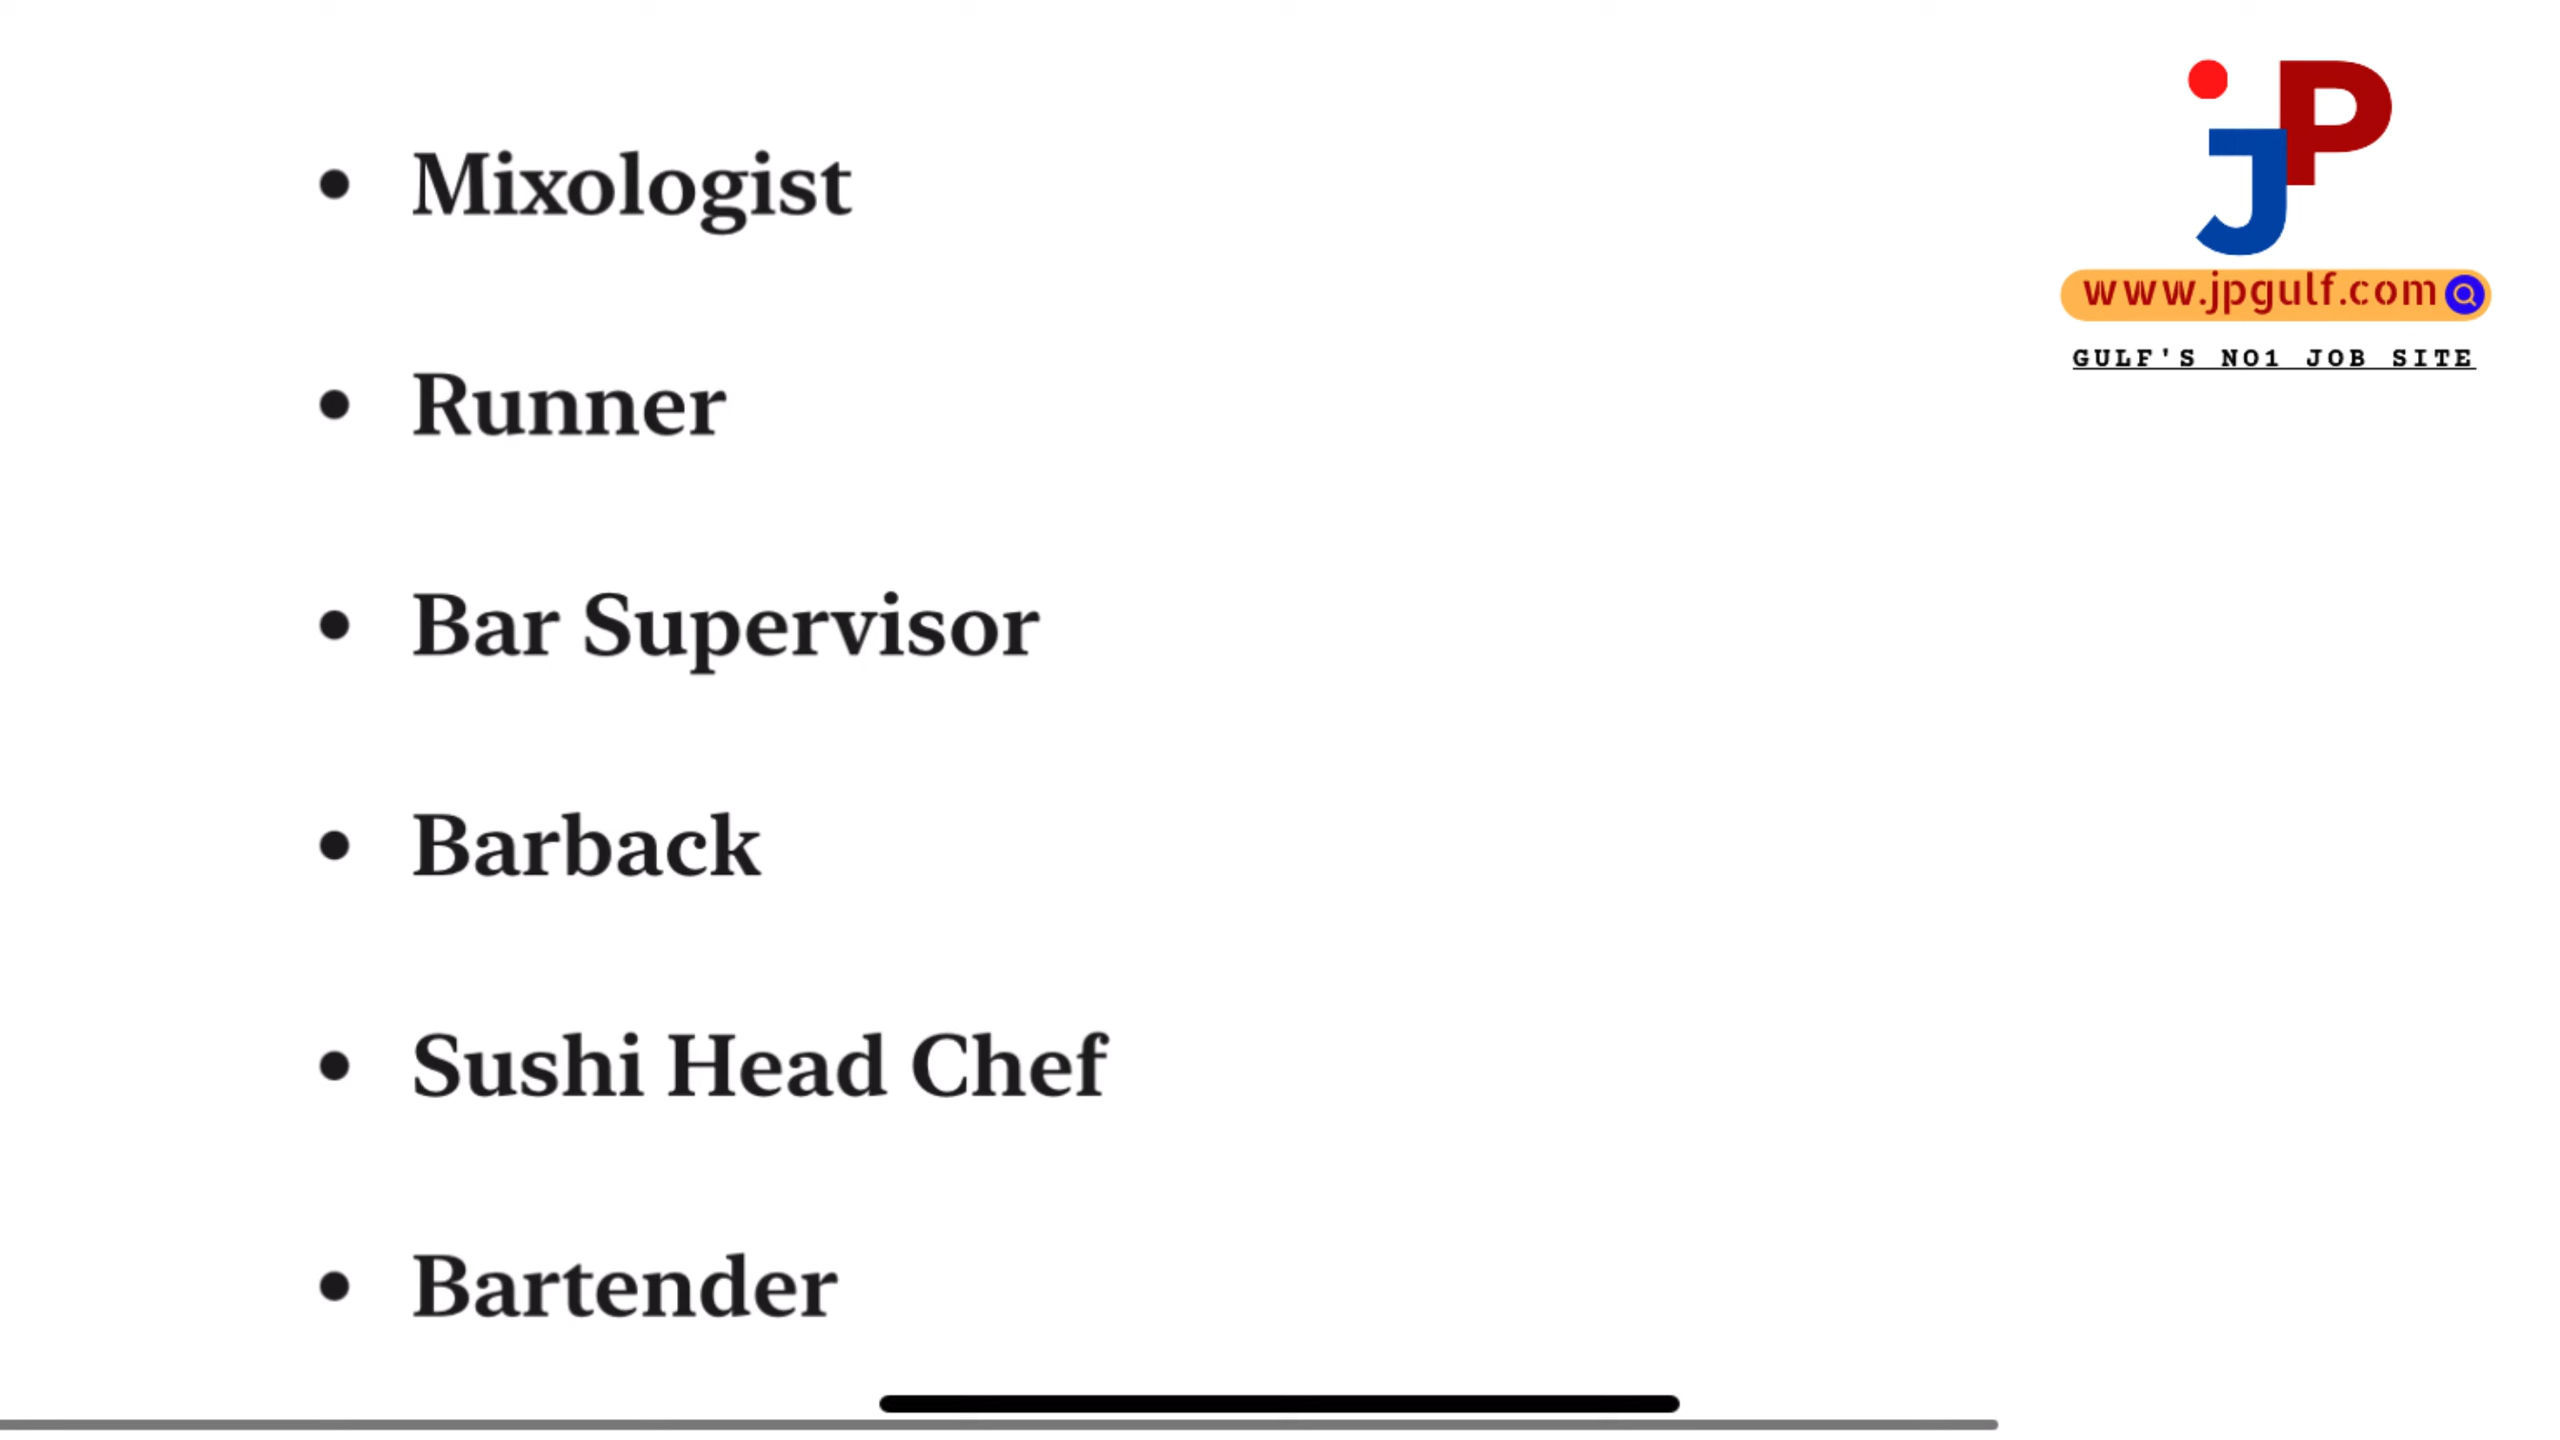 Mixologist
Runner
Bar Supervisor
Barback
Sushi Head Chef
Bartender
JP
www.jpgulf.com
GULF'S NO1 JOB SITE